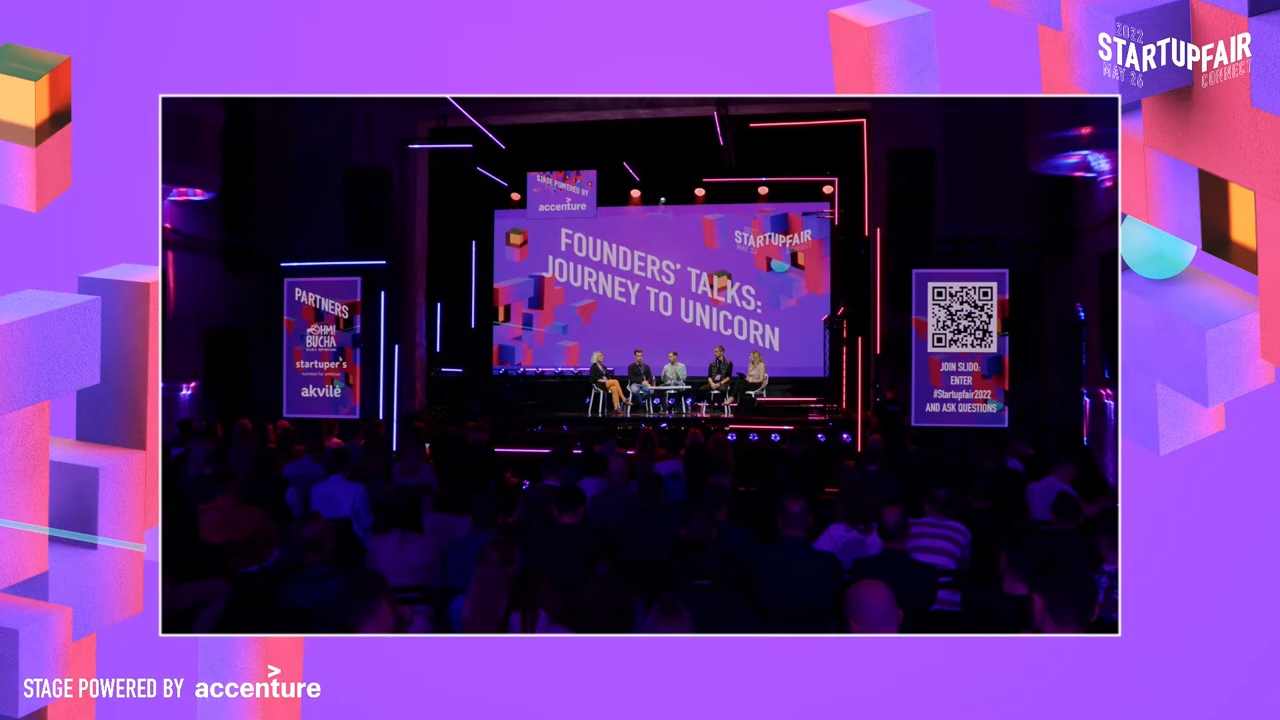 2022
STARTUPFAIR
MAY 26 CONNECT
STAGE POWERED BY
accenture
FOUNDERS' TALKS:
JOURNEY TO UNICORN
STARTUPFAIR
PARTNERS
OHM!
BUCHA
startuper's
akvilė
JOIN SLIDO:
ENTER
#Startupfair2022
AND ASK QUESTIONS
STAGE POWERED BY accenture